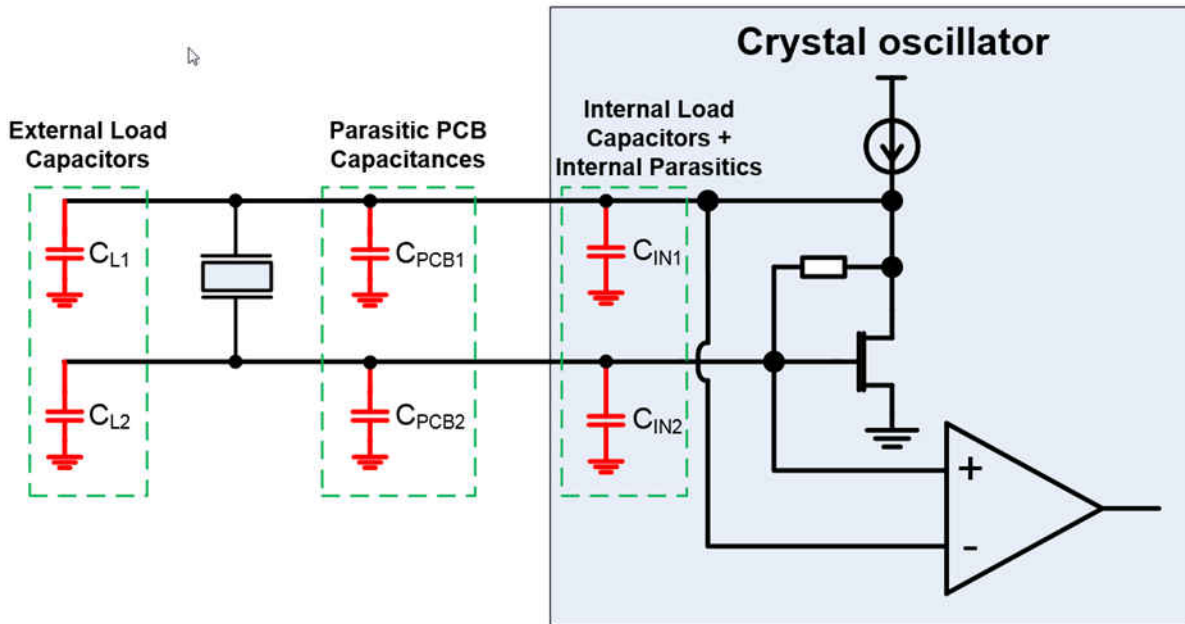 Crystal oscillator
External Load
Capacitors
Parasitic PCB
Capacitances
Internal Load
Capacitors +
Internal Parasitics
CL1
CPCB1
CIN1
CL2
CPCB2
CIN2
+
-